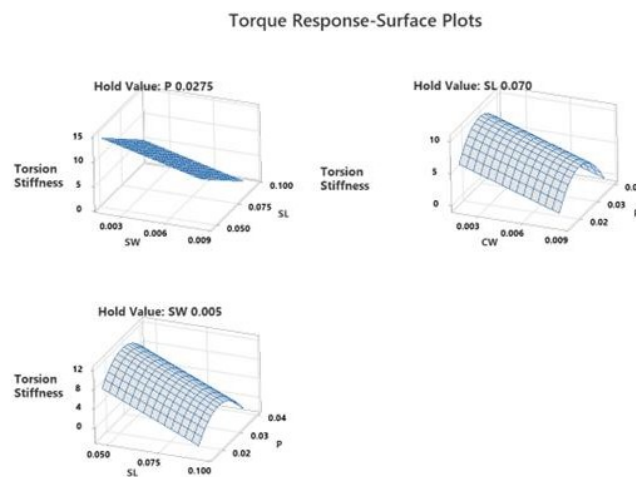 Torque Response-Surface Plots
Hold Value: P 0.0275
15
10
5
0
Torsion
Stiffness
0.003
0.006
0.009
SW
0.050
0.075
0.100
SL
Hold Value: SL 0.070
10
5
0
Torsion
Stiffness
0.003
0.006
0.009
CW
0.02
0.03
Hold Value: SW 0.005
12
8
4
0
Torsion
Stiffness
0.050
0.075
0.100
SL
0.02
0.03
0.04
P